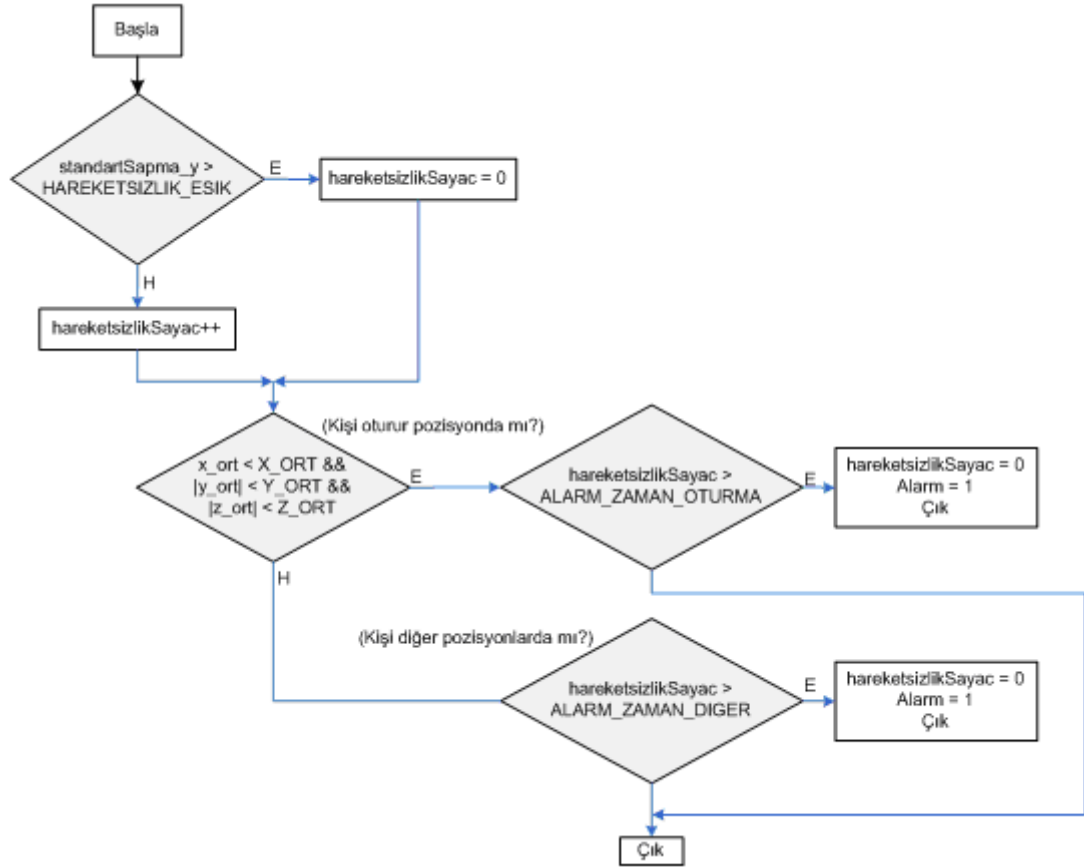 Başla
standartSapma_y >
HAREKETSIZLIK_ESIK
E
hareketsizlikSayac = 0
H
hareketsizlikSayac++
(Kişi oturur pozisyonda mı?)
x_ort < X_ORT &&
|y_ort| < Y_ORT &&
|z_ort| < Z_ORT
E
hareketsizlikSayac >
ALARM_ZAMAN_OTURMA
E
hareketsizlikSayac = 0
Alarm = 1
Çık
H
(Kişi diğer pozisyonlarda mı?)
hareketsizlikSayac >
ALARM_ZAMAN_DIGER
E
hareketsizlikSayac = 0
Alarm = 1
Çık
Çık